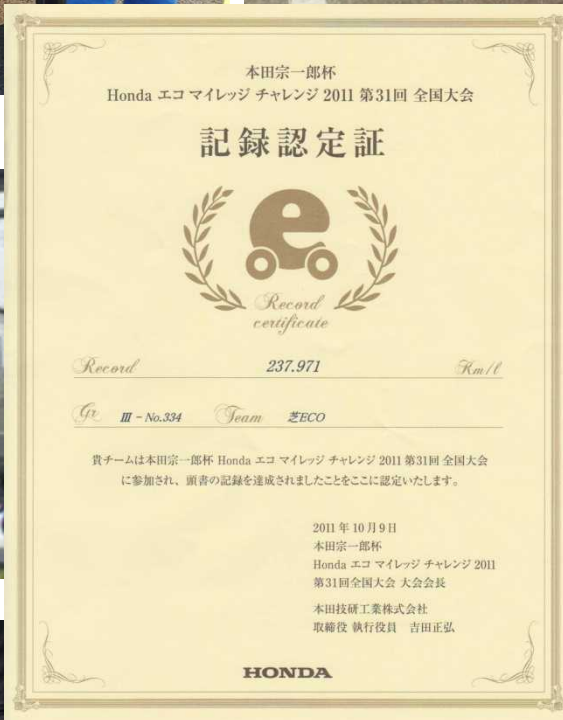 本田宗一郎杯
Honda エコ マイレッジ チャレンジ 2011 第31回 全国大会
記録認定証
e
Record
certificate
Record 237.971 Km/l
Gr Ⅲ－No.334 Team 芝ECO
貴チームは本田宗一郎杯 Honda エコ マイレッジ チャレンジ 2011 第31回 全国大会
に参加され、頭書の記録を達成されましたことをここに認定いたします。
2011年10月9日
本田宗一郎杯
Honda エコ マイレッジ チャレンジ 2011
第31回全国大会 大会会長
本田技研工業株式会社
取締役 執行役員 吉田正弘
HONDA